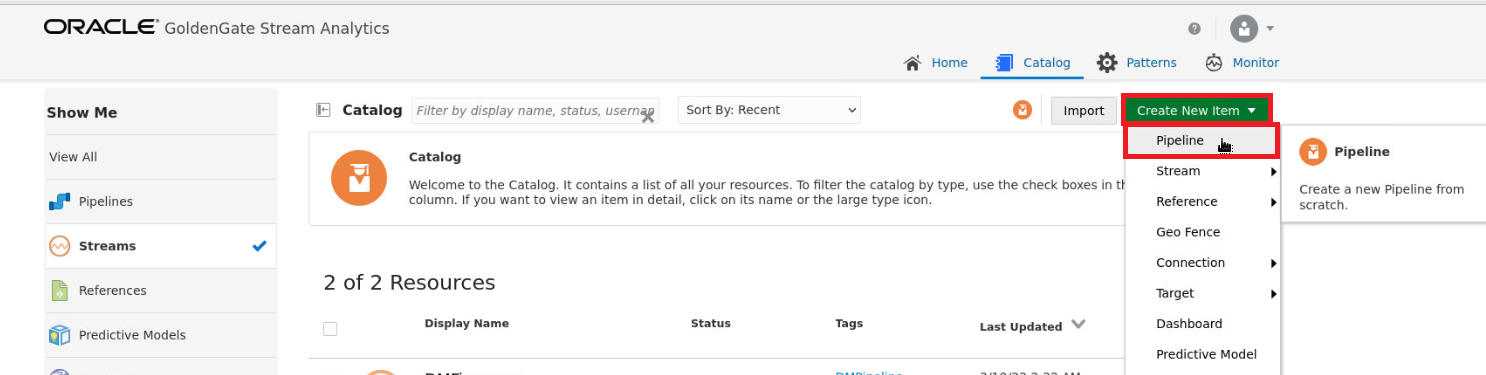 ORACLE GoldenGate Stream Analytics
Home Catalog Patterns Monitor
Show Me
View All
Pipelines
Streams
References
Predictive Models
Catalog Filter by display name, status, usernan Sort By: Recent Import Create New Item
Catalog
Welcome to the Catalog. It contains a list of all your resources. To filter the catalog by type, use the check boxes in th
column. If you want to view an item in detail, click on its name or the large type icon.
2 of 2 Resources
Display Name Status Tags Last Updated
Pipeline
Stream
Reference
Geo Fence
Connection
Target
Dashboard
Predictive Model
Pipeline
Create a new Pipeline from
scratch.